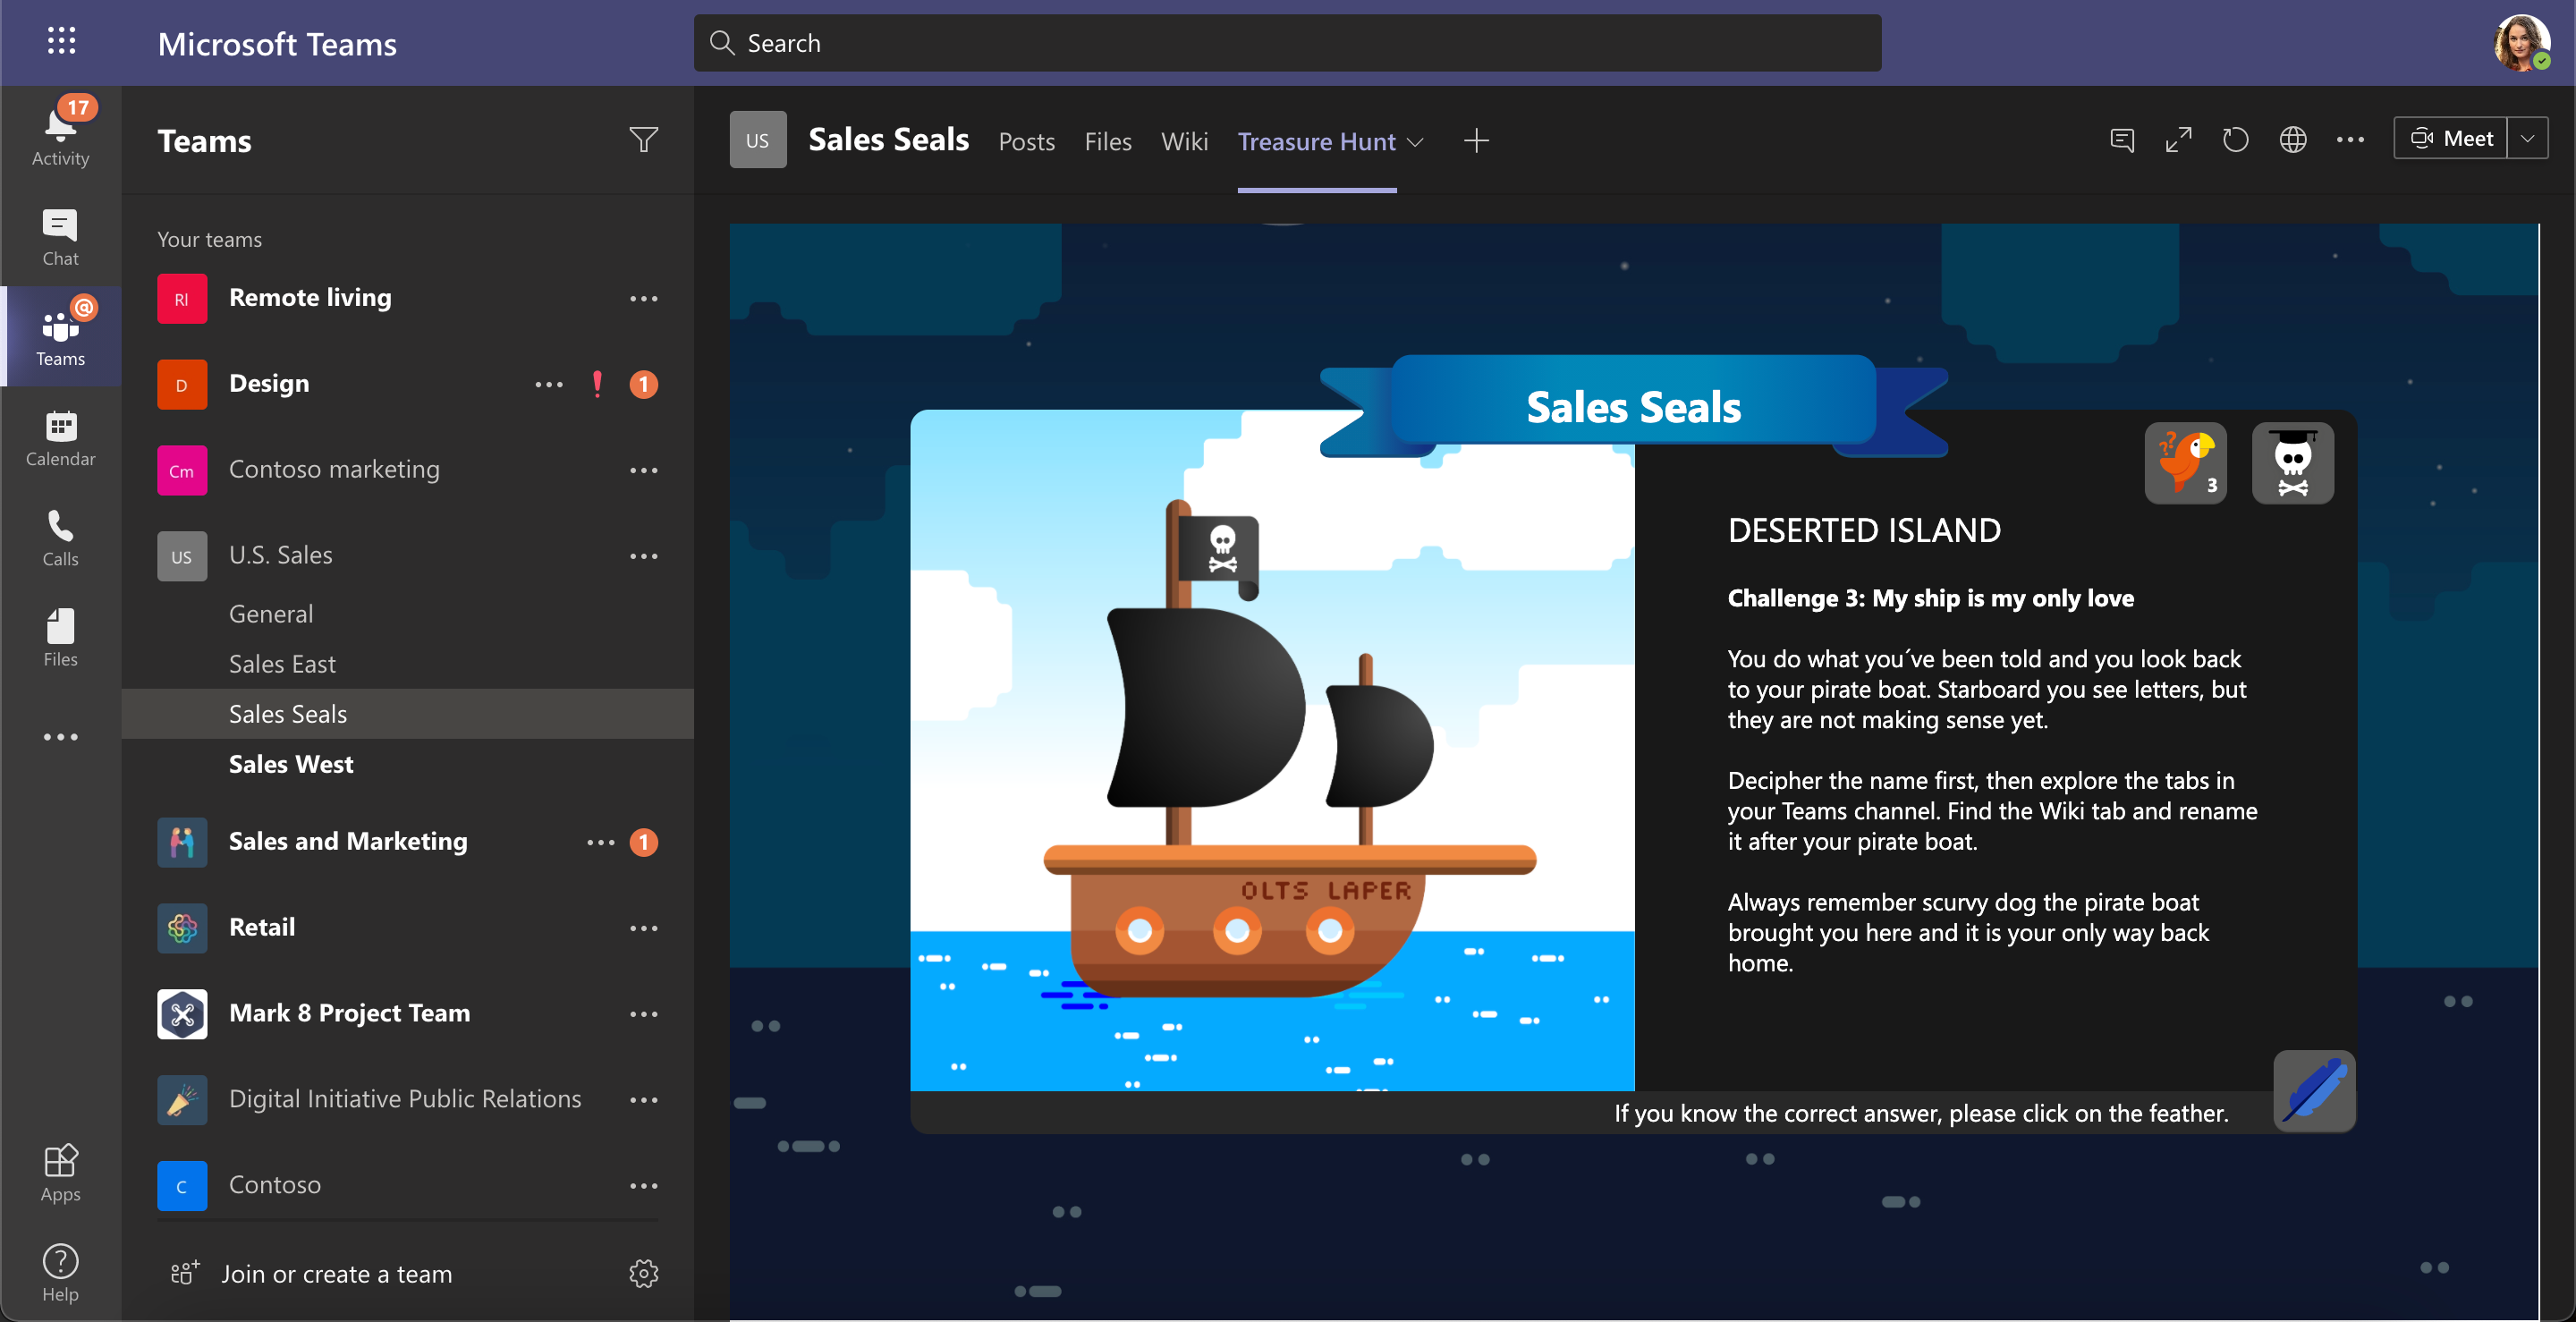 Microsoft Teams
Search
17
Activity
Chat
@
Teams
Calendar
Calls
Files
Apps
Help
Teams
Your teams
Rl Remote living
D Design 1
Cm Contoso marketing
US U.S. Sales
General
Sales East
Sales Seals
Sales West
Sales and Marketing 1
Retail
Mark 8 Project Team
Digital Initiative Public Relations
C Contoso
Join or create a team
US Sales Seals Posts Files Wiki Treasure Hunt
Meet
Sales Seals
?? 3
OLTS LAPER
DESERTED ISLAND
Challenge 3: My ship is my only love
You do what you´ve been told and you look back
to your pirate boat. Starboard you see letters, but
they are not making sense yet.
Decipher the name first, then explore the tabs in
your Teams channel. Find the Wiki tab and rename
it after your pirate boat.
Always remember scurvy dog the pirate boat
brought you here and it is your only way back
home.
If you know the correct answer, please click on the feather.